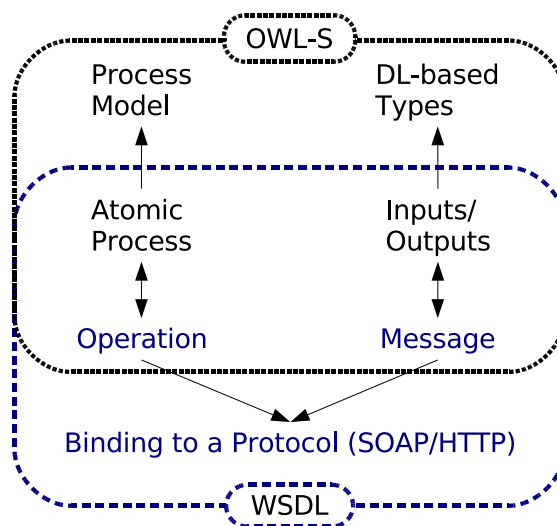 OWL-S
Process DL-based
Model Types
Atomic Inputs/
Process Outputs
Operation Message
Binding to a Protocol (SOAP/HTTP)
WSDL